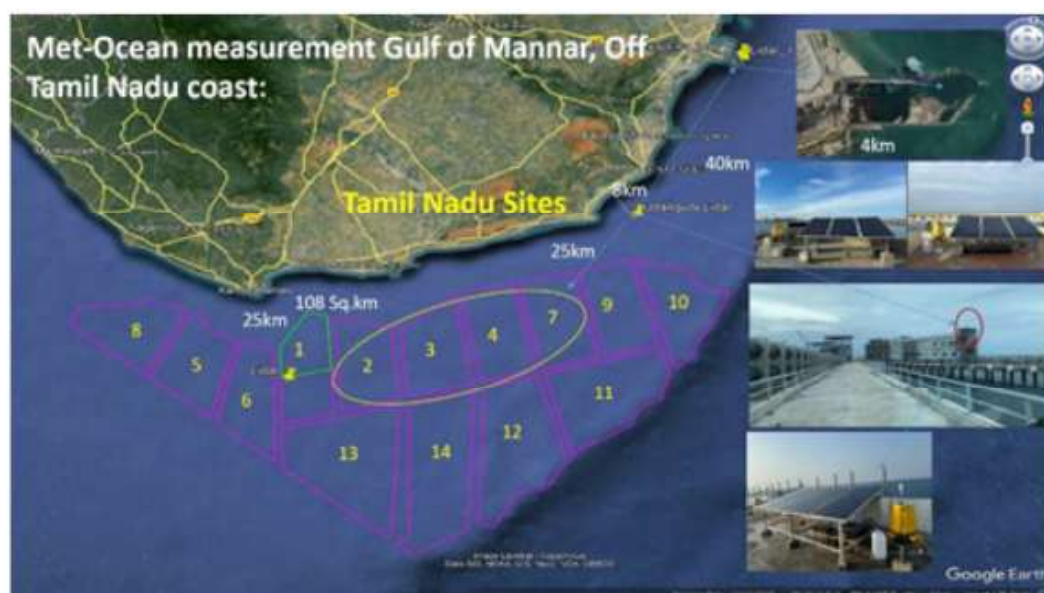 Met-Ocean measurement Gulf of Mannar, Off
Tamil Nadu coast:
4km
40km
8km
Tamil Nadu Sites
25km
108 Sq.km
25km
8
5
6
1
Lidar
2
3
4
7
9
10
11
12
13
14
Google Earth